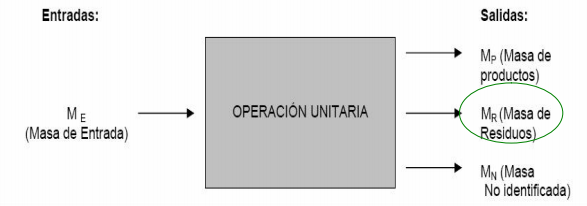 Entradas:
Salidas:
M E
(Masa de Entrada)
OPERACIÓN UNITARIA
MP (Masa de
productos)
MR (Masa de
Residuos)
MN (Masa
No identificada)